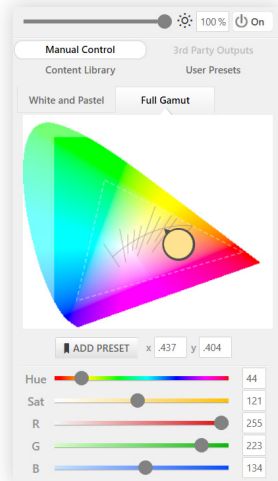 100 % On
Manual Control 3rd Party Outputs
Content Library User Presets
White and Pastel Full Gamut
ADD PRESET x .437 y .404
Hue 44
Sat 121
R 255
G 223
B 134